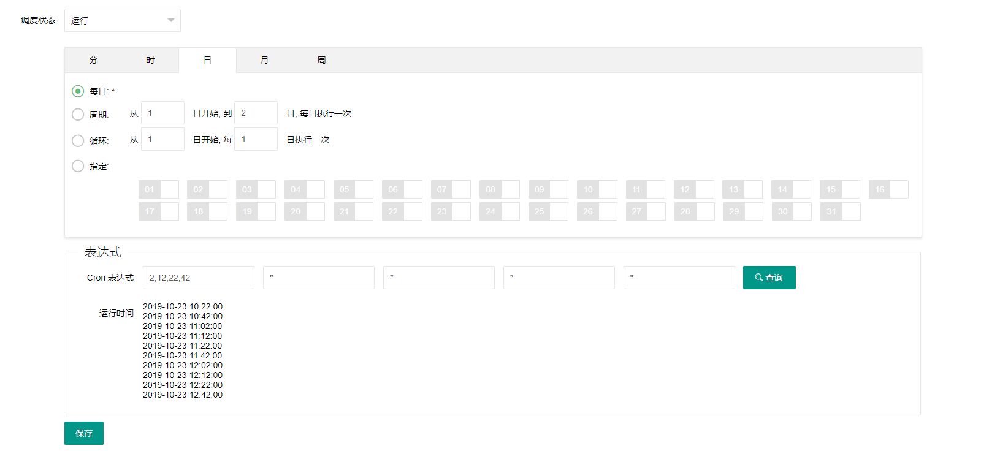 调度状态 运行
分 时 日 月 周
每日: *
周期: 从 1 日开始, 到 2 日, 每日执行一次
循环: 从 1 日开始, 每 1 日执行一次
指定:
01 02 03 04 05 06 07 08 09 10 11 12 13 14 15 16
17 18 19 20 21 22 23 24 25 26 27 28 29 30 31
表达式
Cron 表达式 2,12,22,42 * * * * 查询
运行时间
2019-10-23 10:22:00
2019-10-23 10:42:00
2019-10-23 11:02:00
2019-10-23 11:12:00
2019-10-23 11:22:00
2019-10-23 11:42:00
2019-10-23 12:02:00
2019-10-23 12:12:00
2019-10-23 12:22:00
2019-10-23 12:42:00
保存